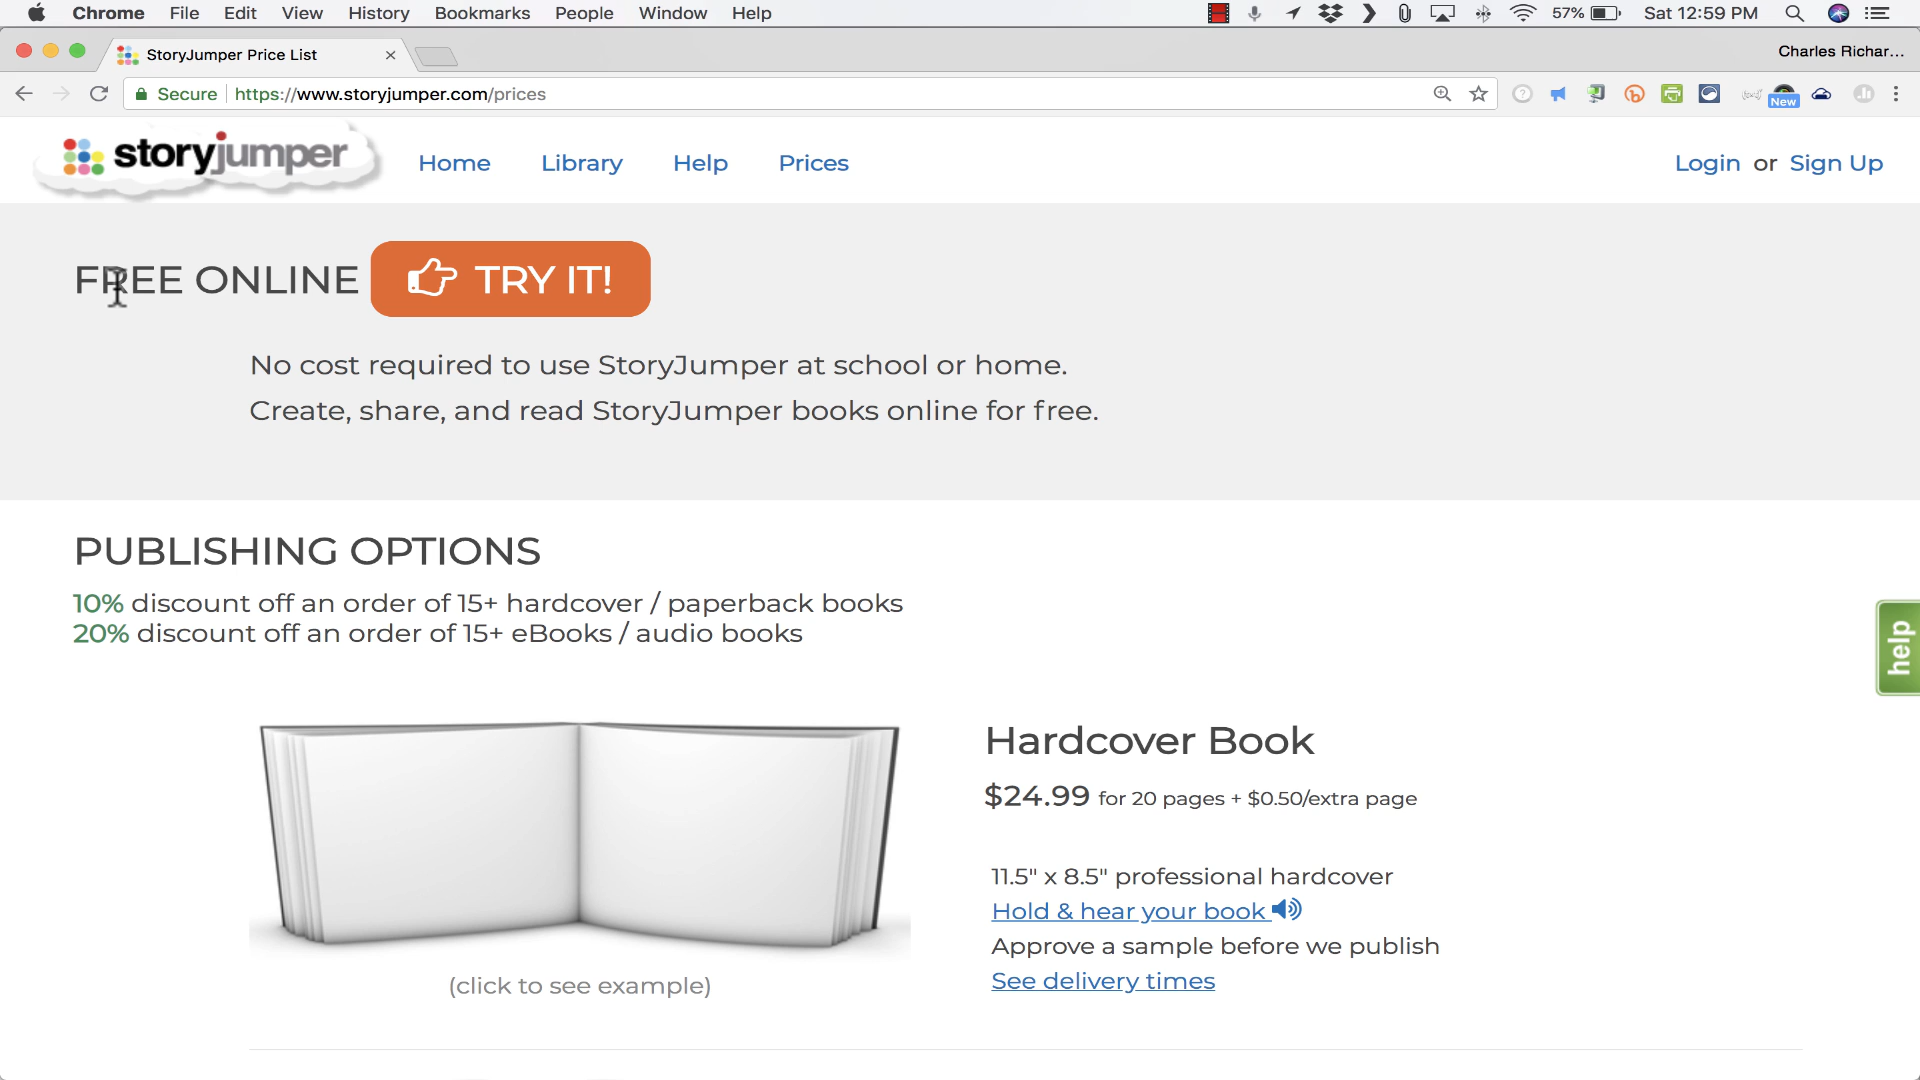 Chrome File Edit View History Bookmarks People Window Help 57% Sat 12:59 PM
StoryJumper Price List Charles Richar...
Secure https://www.storyjumper.com/prices New
storyjumper Home Library Help Prices Login or Sign Up
FREE ONLINE TRY IT!
No cost required to use StoryJumper at school or home.
Create, share, and read StoryJumper books online for free.
PUBLISHING OPTIONS
10% discount off an order of 15+ hardcover / paperback books
20% discount off an order of 15+ eBooks / audio books
help
Hardcover Book
$24.99 for 20 pages + $0.50/extra page
11.5" x 8.5" professional hardcover
Hold & hear your book
Approve a sample before we publish
See delivery times
(click to see example)